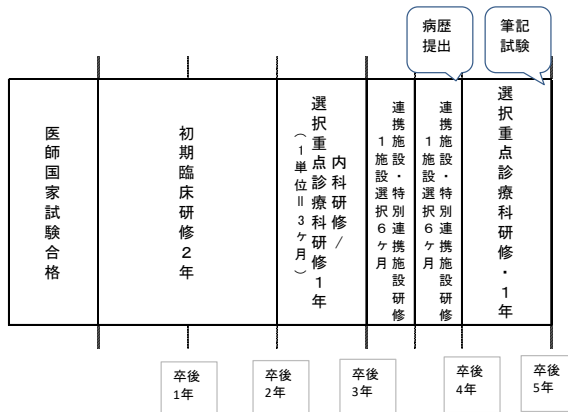 病歴
提出
筆記
試験
医師国家試験合格
初期臨床研修２年
内科研修/
選択重点診療科研修１年
（１単位＝３ヶ月）
連携施設・特別連携施設研修
１施設選択６ヶ月
連携施設・特別連携施設研修
１施設選択６ヶ月
選択重点診療科研修・１年
卒後
1年
卒後
2年
卒後
3年
卒後
4年
卒後
5年